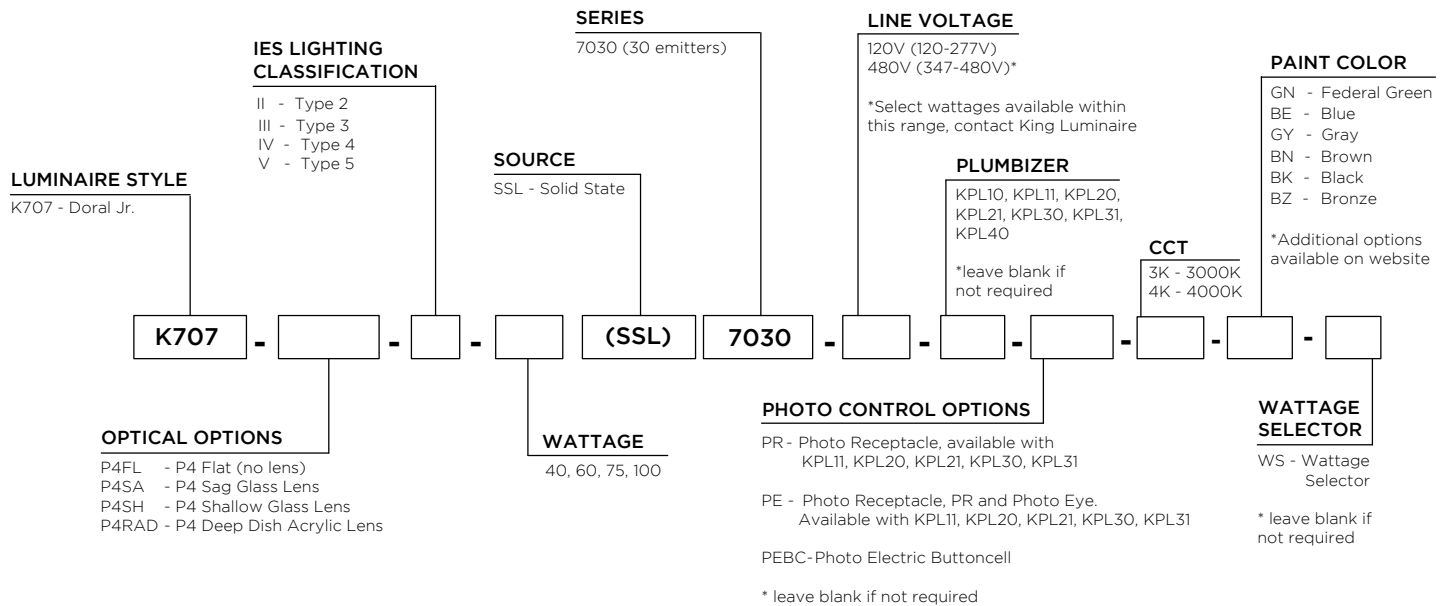 SERIES
7030 (30 emitters)
LINE VOLTAGE
120V (120-277V)
480V (347-480V)*
*Select wattages available within
this range, contact King Luminaire
IES LIGHTING
CLASSIFICATION
II - Type 2
III - Type 3
IV - Type 4
V - Type 5
PAINT COLOR
GN - Federal Green
BE - Blue
GY - Gray
BN - Brown
BK - Black
BZ - Bronze
*Additional options
available on website
SOURCE
SSL - Solid State
PLUMBIZER
KPL10, KPL11, KPL20,
KPL21, KPL30, KPL31,
KPL40
*leave blank if
not required
LUMINAIRE STYLE
K707 - Doral Jr.
CCT
3K - 3000K
4K - 4000K
K707 - - - (SSL) 7030 - - - - - -
OPTICAL OPTIONS
P4FL - P4 Flat (no lens)
P4SA - P4 Sag Glass Lens
P4SH - P4 Shallow Glass Lens
P4RAD - P4 Deep Dish Acrylic Lens
WATTAGE
40, 60, 75, 100
PHOTO CONTROL OPTIONS
PR - Photo Receptacle, available with
KPL11, KPL20, KPL21, KPL30, KPL31
PE - Photo Receptacle, PR and Photo Eye.
Available with KPL11, KPL20, KPL21, KPL30, KPL31
PEBC-Photo Electric Buttoncell
* leave blank if not required
WATTAGE
SELECTOR
WS - Wattage
Selector
* leave blank if
not required